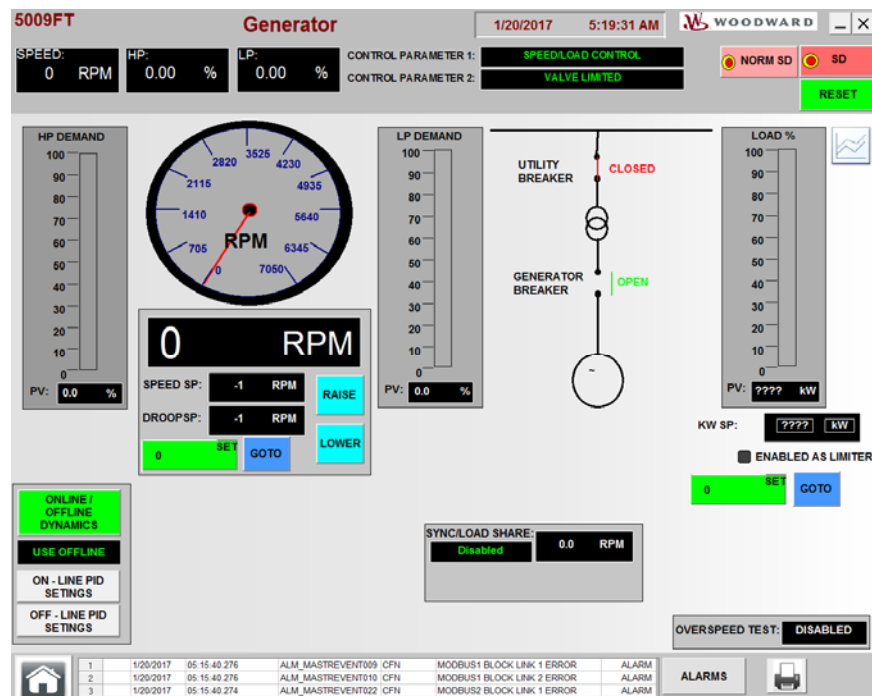 5009FT
Generator
1/20/2017 5:19:31 AM
WOODWARD
SPEED:
0 RPM
HP:
0.00 %
LP:
0.00 %
CONTROL PARAMETER 1: SPEED/LOAD CONTROL
CONTROL PARAMETER 2: VALVE LIMITED
NORM SD
SD
RESET
HP DEMAND
100
90
80
70
60
50
40
30
20
10
0
PV: 0.0 %
0
705
1410
2115
2820
3525
4230
4935
5640
6345
7050
RPM
0 RPM
SPEED SP: -1 RPM
DROOPSP: -1 RPM
RAISE
LOWER
0 SET
GOTO
LP DEMAND
100
90
80
70
60
50
40
30
20
10
0
PV: 0.0 %
UTILITY
BREAKER
CLOSED
GENERATOR
BREAKER
OPEN
~
LOAD %
100
90
80
70
60
50
40
30
20
10
0
PV: ???? kW
KW SP: ???? kW
ENABLED AS LIMITER
0 SET
GOTO
ONLINE /
OFFLINE
DYNAMICS
USE OFFLINE
ON - LINE PID
SETINGS
OFF - LINE PID
SETINGS
SYNC/LOAD SHARE:
Disabled
0.0 RPM
OVERSPEED TEST: DISABLED
1 1/20/2017 05:15:40.276 ALM_MASTREVENT009 CFN MODBUS1 BLOCK LINK 1 ERROR ALARM
2 1/20/2017 05:15:40.276 ALM_MASTREVENT010 CFN MODBUS1 BLOCK LINK 2 ERROR ALARM
3 1/20/2017 05:15:40.274 ALM_MASTREVENT022 CFN MODBUS2 BLOCK LINK 1 ERROR ALARM
ALARMS